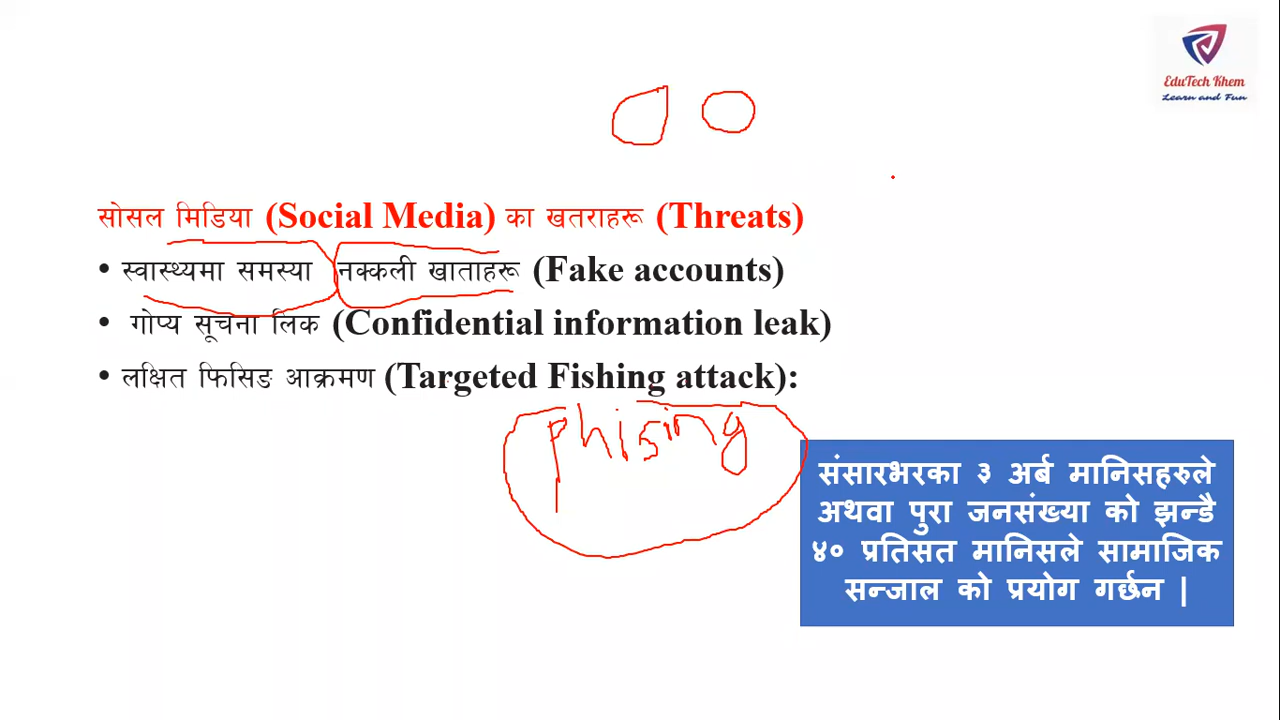 EduTech Khem
Learn and Fun
सोसल मिडिया (Social Media) का खतराहरू (Threats)
• स्वास्थ्यमा समस्या नक्कली खाताहरू (Fake accounts)
• गोप्य सूचना लिक (Confidential information leak)
• लक्षित फिसिङ आक्रमण (Targeted Fishing attack):
phising
संसारभरका ३ अर्ब मानिसहरुले
अथवा पुरा जनसंख्या को झन्डै
४० प्रतिसत मानिसले सामाजिक
सन्जाल को प्रयोग गर्छन |